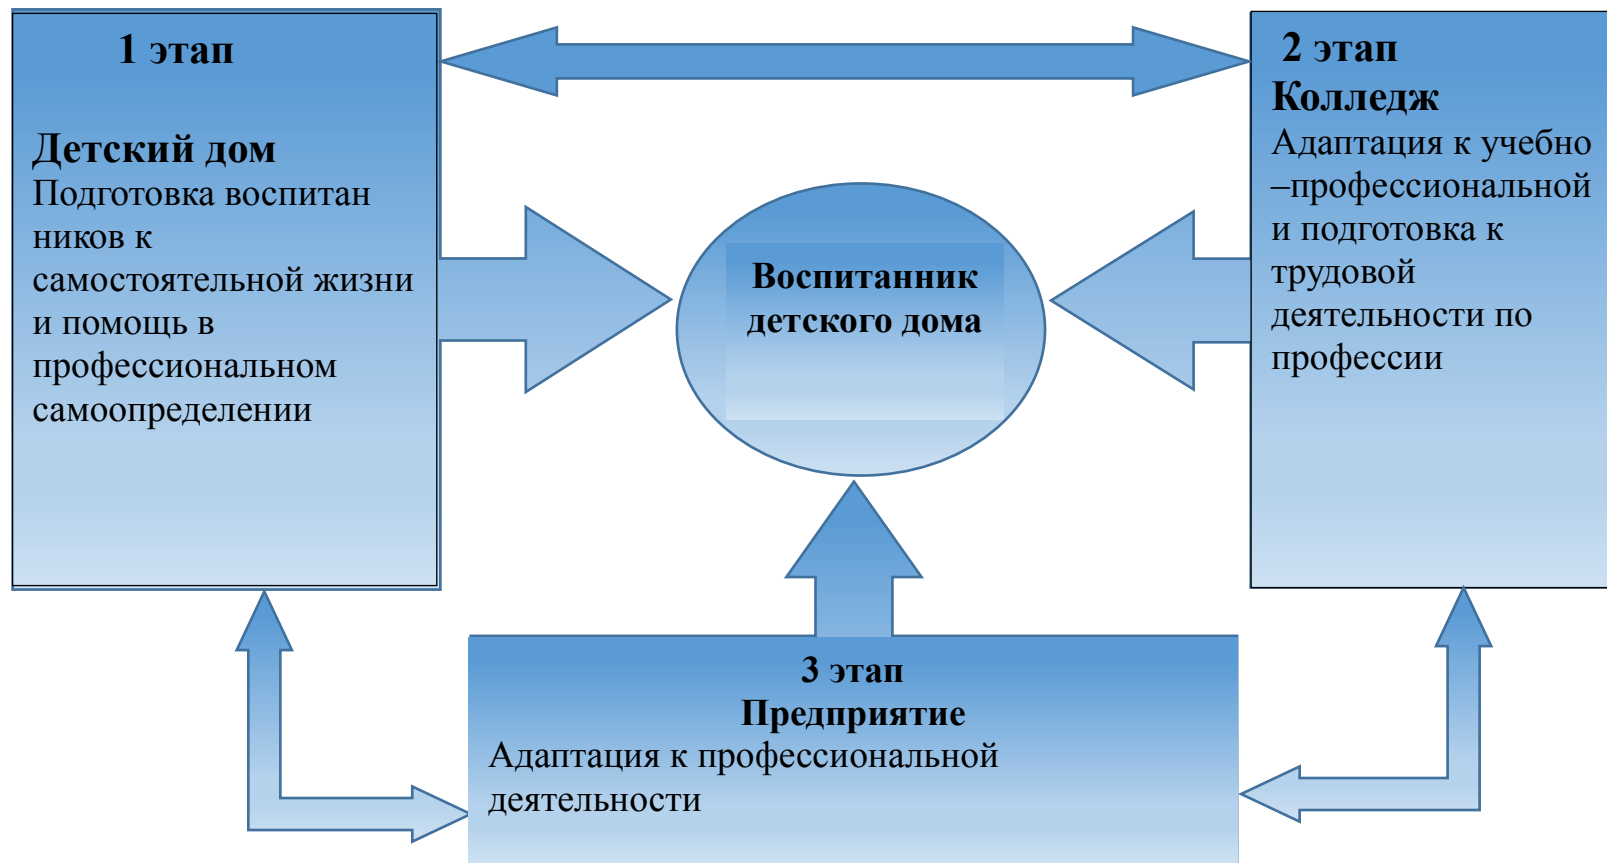 1 этап
Детский дом
Подготовка воспитан
ников к
самостоятельной жизни
и помощь в
профессиональном
самоопределении
2 этап
Колледж
Адаптация к учебно
–профессиональной
и подготовка к
трудовой
деятельности по
профессии
Воспитанник
детского дома
3 этап
Предприятие
Адаптация к профессиональной
деятельности